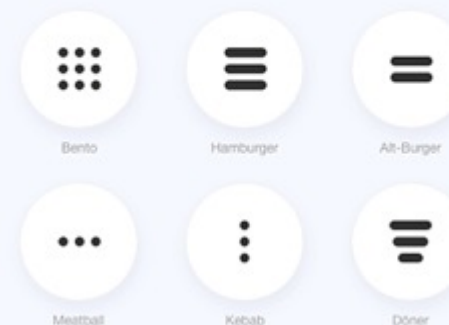 Bento
Hamburger
Alt-Burger
Meatball
Kebab
Döner